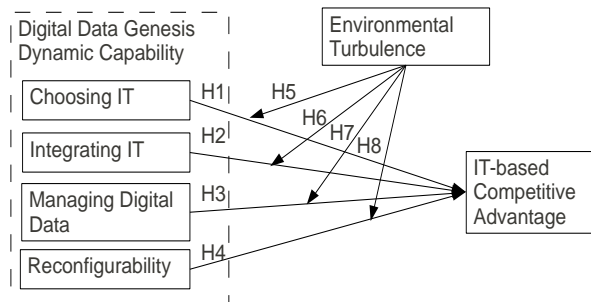 Digital Data Genesis
Dynamic Capability
Environmental
Turbulence
Choosing IT
H1
H5
H6
Integrating IT
H2
H7
H8
IT-based
Competitive
Advantage
Managing Digital
Data
H3
Reconfigurability
H4